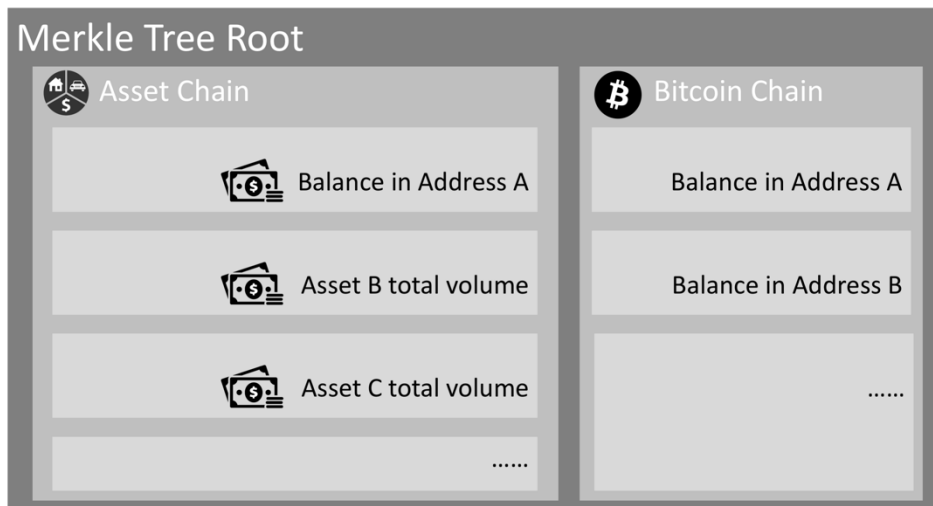 Merkle Tree Root
Asset Chain
Balance in Address A
Asset B total volume
Asset C total volume
......
Bitcoin Chain
Balance in Address A
Balance in Address B
......